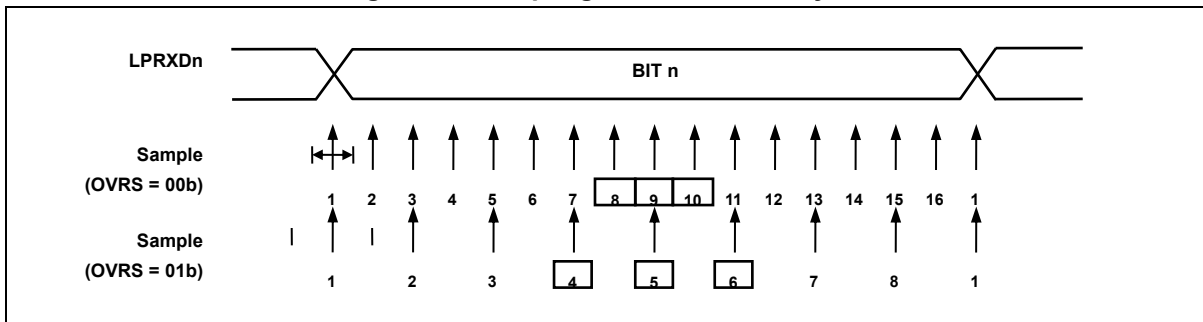 LPRXDn
BIT n
Sample
(OVRS = 00b)
1 2 3 4 5 6 7 8 9 10 11 12 13 14 15 16 1
Sample
(OVRS = 01b)
1 2 3 4 5 6 7 8 1